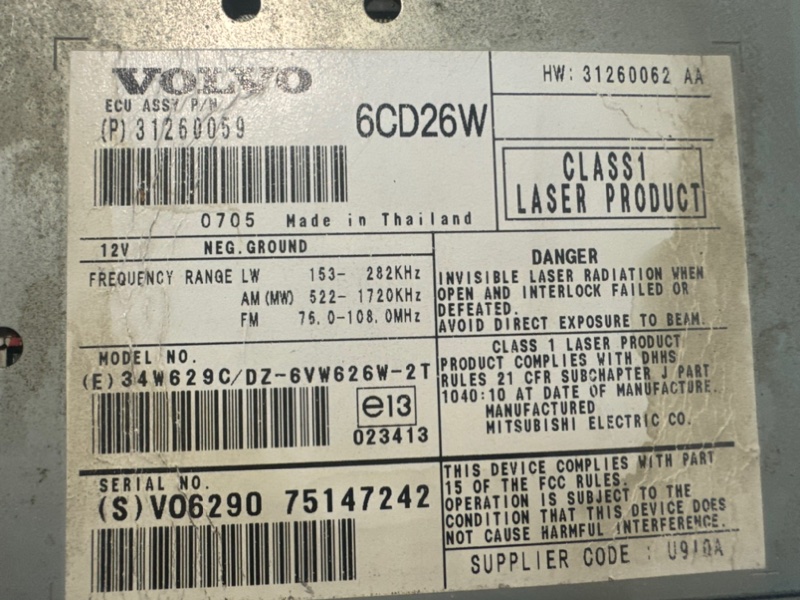 VOLVO
ECU ASSY P/N
(P) 31260059
6CD26W
HW: 31260062 AA
CLASS1
LASER PRODUCT
0705 Made in Thailand
12V NEG. GROUND
FREQUENCY RANGE LW 153- 282KHz
AM (MW) 522- 1720KHz
FM 76.0-108.0MHz
DANGER
INVISIBLE LASER RADIATION WHEN
OPEN AND INTERLOCK FAILED OR
DEFEATED.
AVOID DIRECT EXPOSURE TO BEAM.
MODEL NO.
(E) 34W629C/DZ-6VW626W-2T
e13
023413
CLASS 1 LASER PRODUCT
PRODUCT COMPLIES WITH DHHS
RULES 21 CFR SUBCHAPTER J PART
1040:10 AT DATE OF MANUFACTURE.
MANUFACTURED
MITSUBISHI ELECTRIC CO.
SERIAL NO.
(S) VO6290 75147242
THIS DEVICE COMPLIES WITH PART
15 OF THE FCC RULES.
OPERATION IS SUBJECT TO THE
CONDITION THAT THIS DEVICE DOES
NOT CAUSE HARMFUL INTERFERENCE.
SUPPLIER CODE :